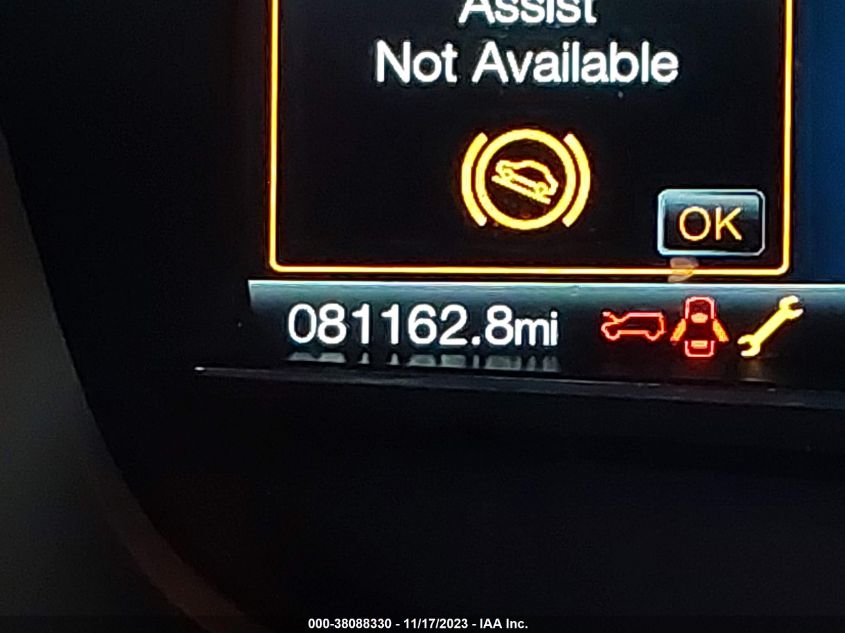 Assist
Not Available
OK
081162.8mi
000-38088330 - 11/17/2023 - IAA Inc.